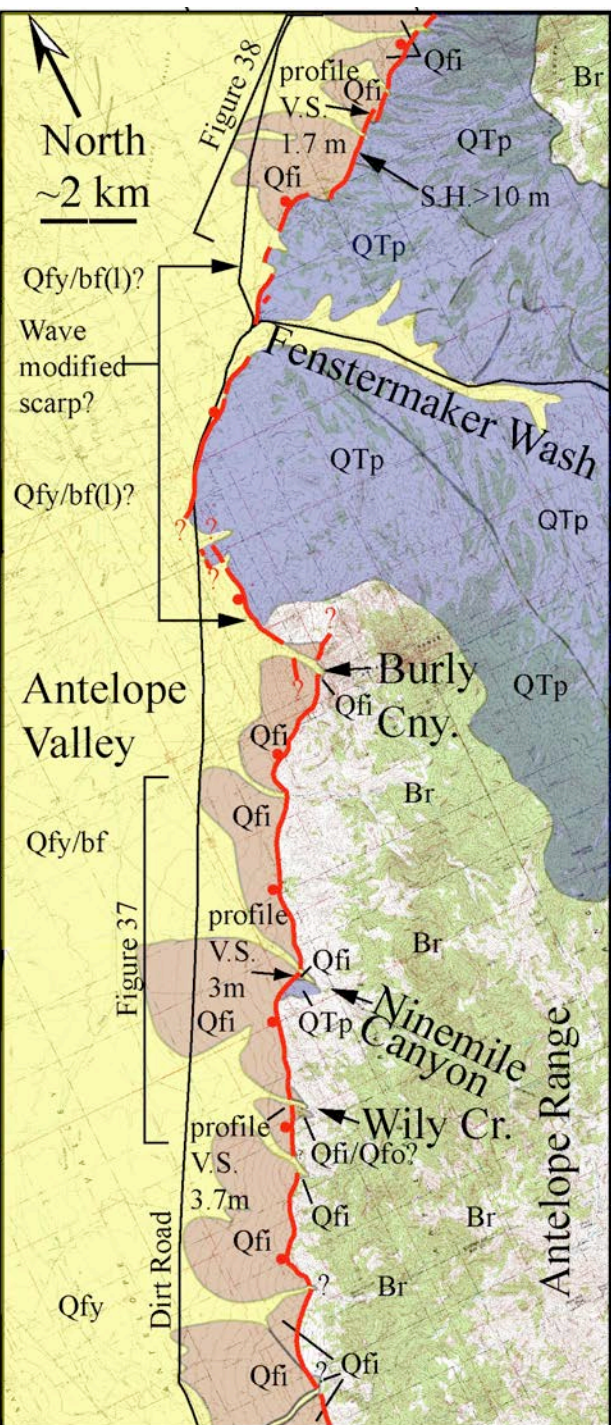 Figure 38
profile
V.S.
1.7 m
Qfi
Qfi
Qfi
Br
North
~2 km
QTp
S.H.>10 m
QTp
Qfy/bf(l)?
Wave
modified
scarp?
Fenstermaker Wash
QTp
Qfy/bf(l)?
QTp
?
?
?
?
Burly
Cny.
?
Qfi
QTp
Antelope
Valley
Qfi
Br
Qfi
Qfy/bf
Figure 37
profile
V.S.
3m
Qfi
Br
Qfi
QTp
Ninemile
Canyon
Wily Cr.
profile
V.S.
3.7m
Qfi/Qfo?
?
Qfi
Antelope Range
Qfi
Br
Dirt Road
?
Br
Qfy
Qfi
?
Qfi